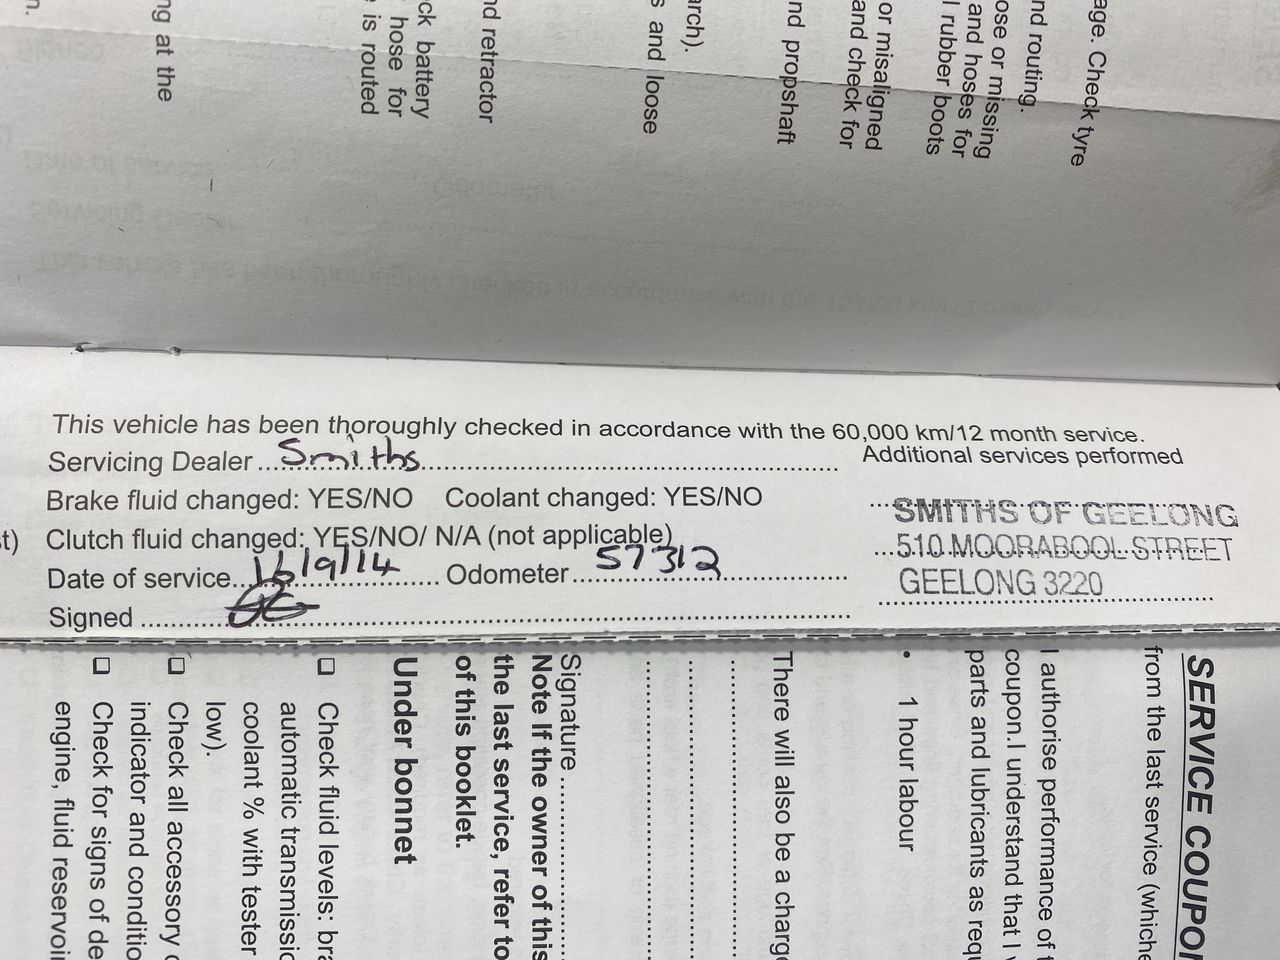 age. Check tyre
nd routing.
ose or missing
and hoses for
l rubber boots
or misaligned
and check for
nd propshaft
arch).
s and loose
nd retractor
ck battery
hose for
e is routed
ng at the
n.
This vehicle has been thoroughly checked in accordance with the 60,000 km/12 month service.
Servicing Dealer...Smiths..........
Additional services performed
Brake fluid changed: YES/NO Coolant changed: YES/NO
SMITHS OF GEELONG
st) Clutch fluid changed: YES/NO/ N/A (not applicable)
510 MOORABOOL STREET
Date of service...16/9/14...... Odometer...57312..........
GEELONG 3220
Signed ..........
SERVICE COUPO
from the last service (whiche
I authorise performance of t
coupon.I understand that I
parts and lubricants as requ
• 1 hour labour
There will also be a charge
Signature ..........
Note If the owner of this
the last service, refer to
of this booklet.
Under bonnet
Check fluid levels: bra
automatic transmissio
coolant % with tester
low).
Check all accessory
indicator and conditio
Check for signs of de
engine, fluid reservoi